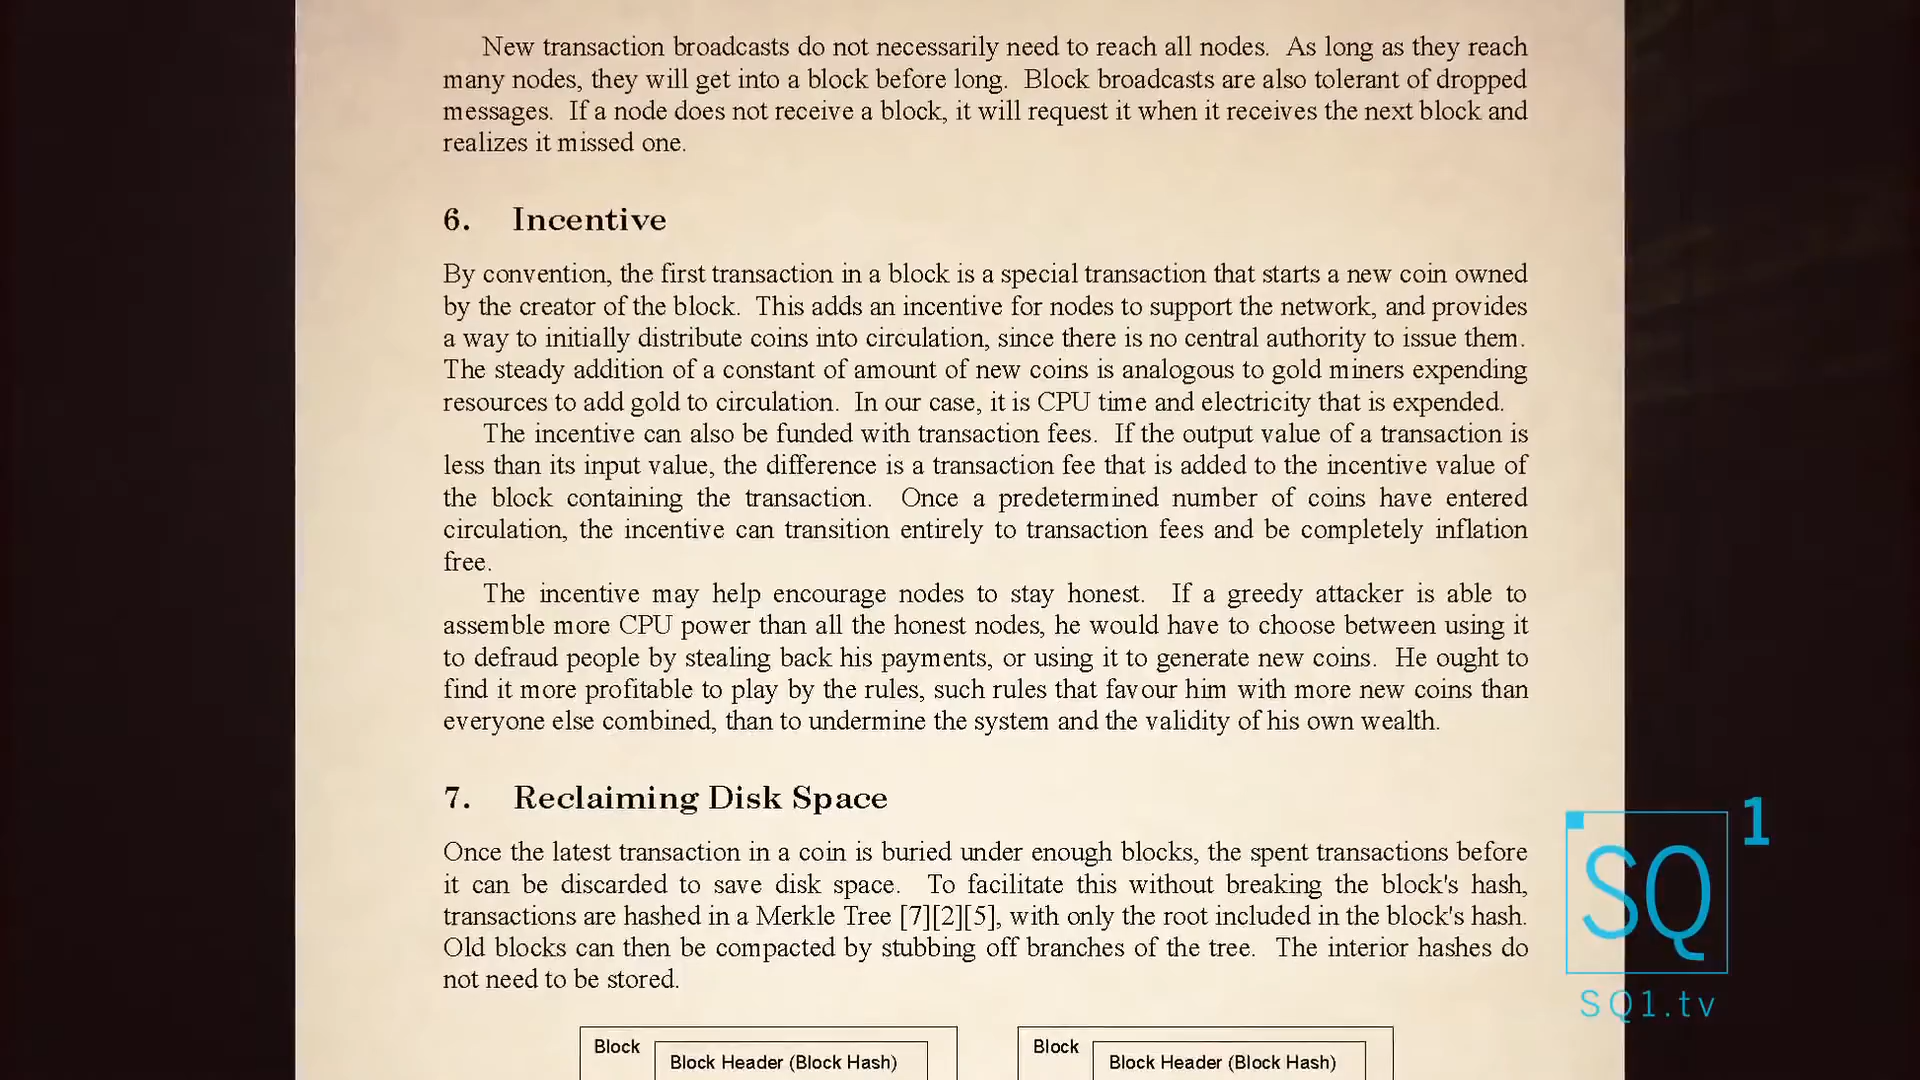 New transaction broadcasts do not necessarily need to reach all nodes. As long as they reach
many nodes, they will get into a block before long. Block broadcasts are also tolerant of dropped
messages. If a node does not receive a block, it will request it when it receives the next block and
realizes it missed one.
6. Incentive
By convention, the first transaction in a block is a special transaction that starts a new coin owned
by the creator of the block. This adds an incentive for nodes to support the network, and provides
a way to initially distribute coins into circulation, since there is no central authority to issue them.
The steady addition of a constant of amount of new coins is analogous to gold miners expending
resources to add gold to circulation. In our case, it is CPU time and electricity that is expended.
The incentive can also be funded with transaction fees. If the output value of a transaction is
less than its input value, the difference is a transaction fee that is added to the incentive value of
the block containing the transaction. Once a predetermined number of coins have entered
circulation, the incentive can transition entirely to transaction fees and be completely inflation
free.
The incentive may help encourage nodes to stay honest. If a greedy attacker is able to
assemble more CPU power than all the honest nodes, he would have to choose between using it
to defraud people by stealing back his payments, or using it to generate new coins. He ought to
find it more profitable to play by the rules, such rules that favour him with more new coins than
everyone else combined, than to undermine the system and the validity of his own wealth.
7. Reclaiming Disk Space
Once the latest transaction in a coin is buried under enough blocks, the spent transactions before
it can be discarded to save disk space. To facilitate this without breaking the block's hash,
transactions are hashed in a Merkle Tree [7][2][5], with only the root included in the block's hash.
Old blocks can then be compacted by stubbing off branches of the tree. The interior hashes do
not need to be stored.
Block
Block Header (Block Hash)
Block
Block Header (Block Hash)
SQ1
SQ1.tv